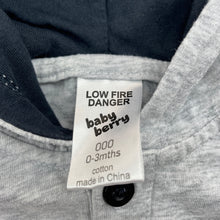 LOW FIRE
DANGER
baby
berry
000
0-3mths
cotton
made in China